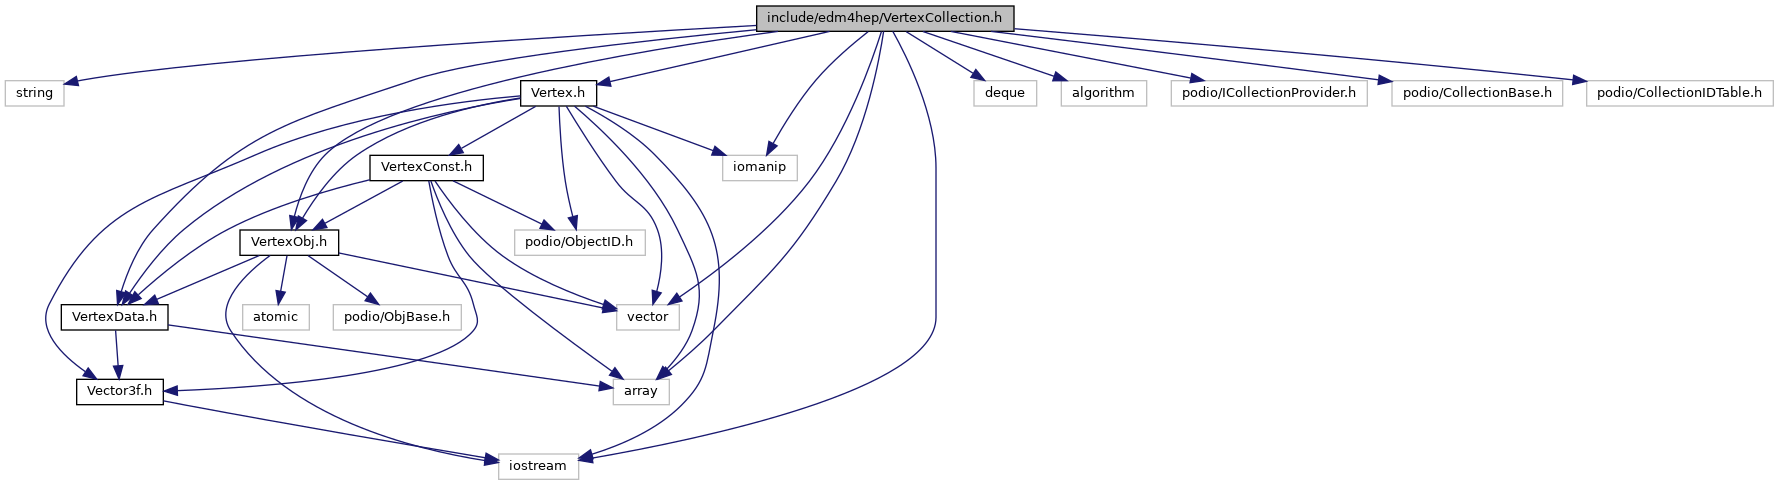 include/edm4hep/VertexCollection.h
string
Vertex.h
deque
algorithm
podio/ICollectionProvider.h
podio/CollectionBase.h
podio/CollectionIDTable.h
VertexConst.h
iomanip
VertexObj.h
podio/ObjectID.h
VertexData.h
atomic
podio/ObjBase.h
vector
Vector3f.h
array
iostream